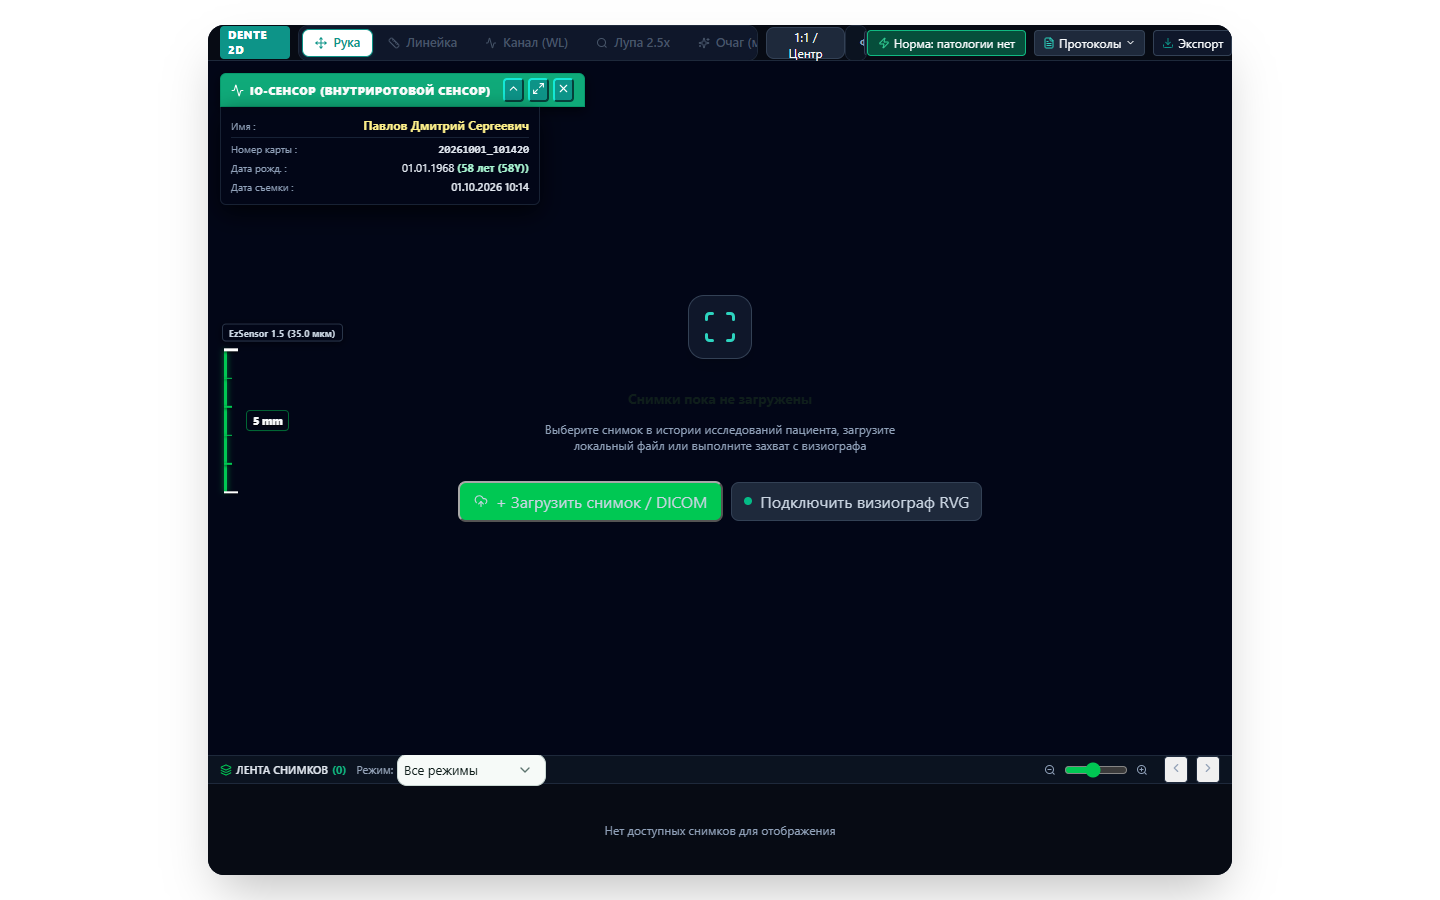 DENTE
2D
Рука
Линейка
Канал (WL)
Лупа 2.5x
Очаг (м
1:1 /
Центр
Норма: патологии нет
Протоколы
Экспорт
IO-СЕНСОР (ВНУТРИРОТОВОЙ СЕНСОР)
Имя : Павлов Дмитрий Сергеевич
Номер карты : 20261001_101420
Дата рожд. : 01.01.1968 (58 лет (58Y))
Дата съемки : 01.10.2026 10:14
EzSensor 1.5 (35.0 мкм)
5 mm
Снимки пока не загружены
Выберите снимок в истории исследований пациента, загрузите
локальный файл или выполните захват с визиографа
+ Загрузить снимок / DICOM
Подключить визиограф RVG
ЛЕНТА СНИМКОВ (0)
Режим: Все режимы
Нет доступных снимков для отображения